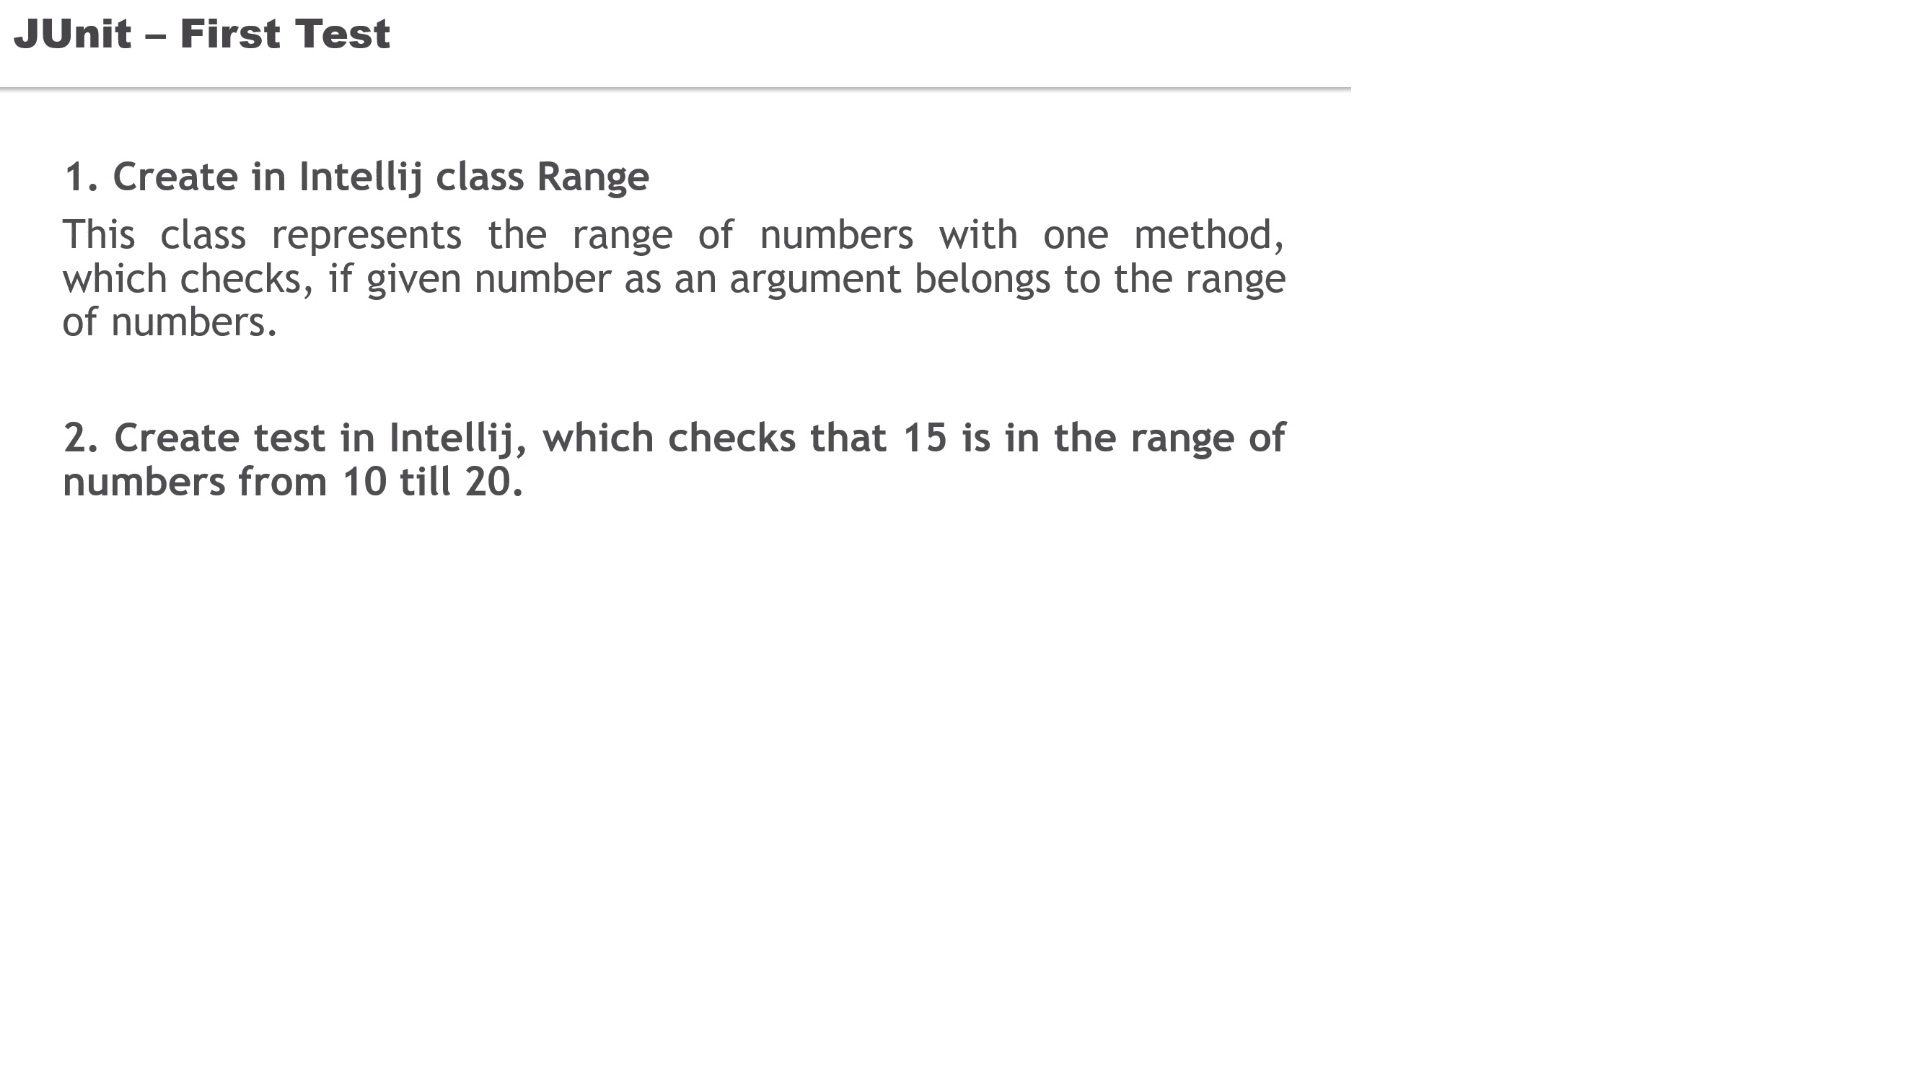 JUnit – First Test
1. Create in Intellij class Range
This class represents the range of numbers with one method,
which checks, if given number as an argument belongs to the range
of numbers.
2. Create test in Intellij, which checks that 15 is in the range of
numbers from 10 till 20.